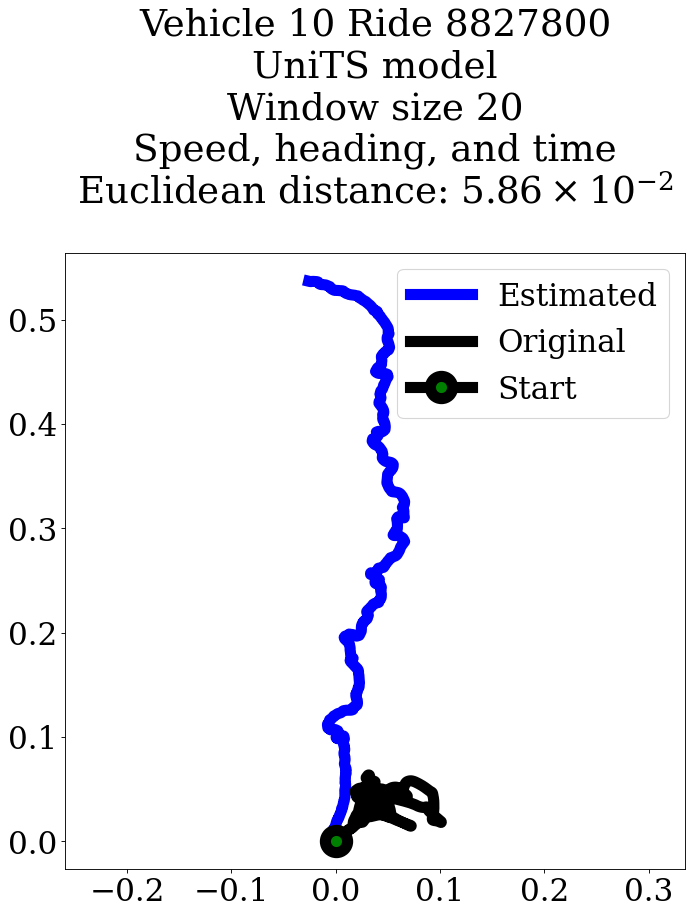 Vehicle 10 Ride 8827800
UniTS model
Window size 20
Speed, heading, and time
Euclidean distance: 5.86 × 10⁻²
Estimated
Original
Start
0.5
0.4
0.3
0.2
0.1
0.0
−0.2 −0.1 0.0 0.1 0.2 0.3